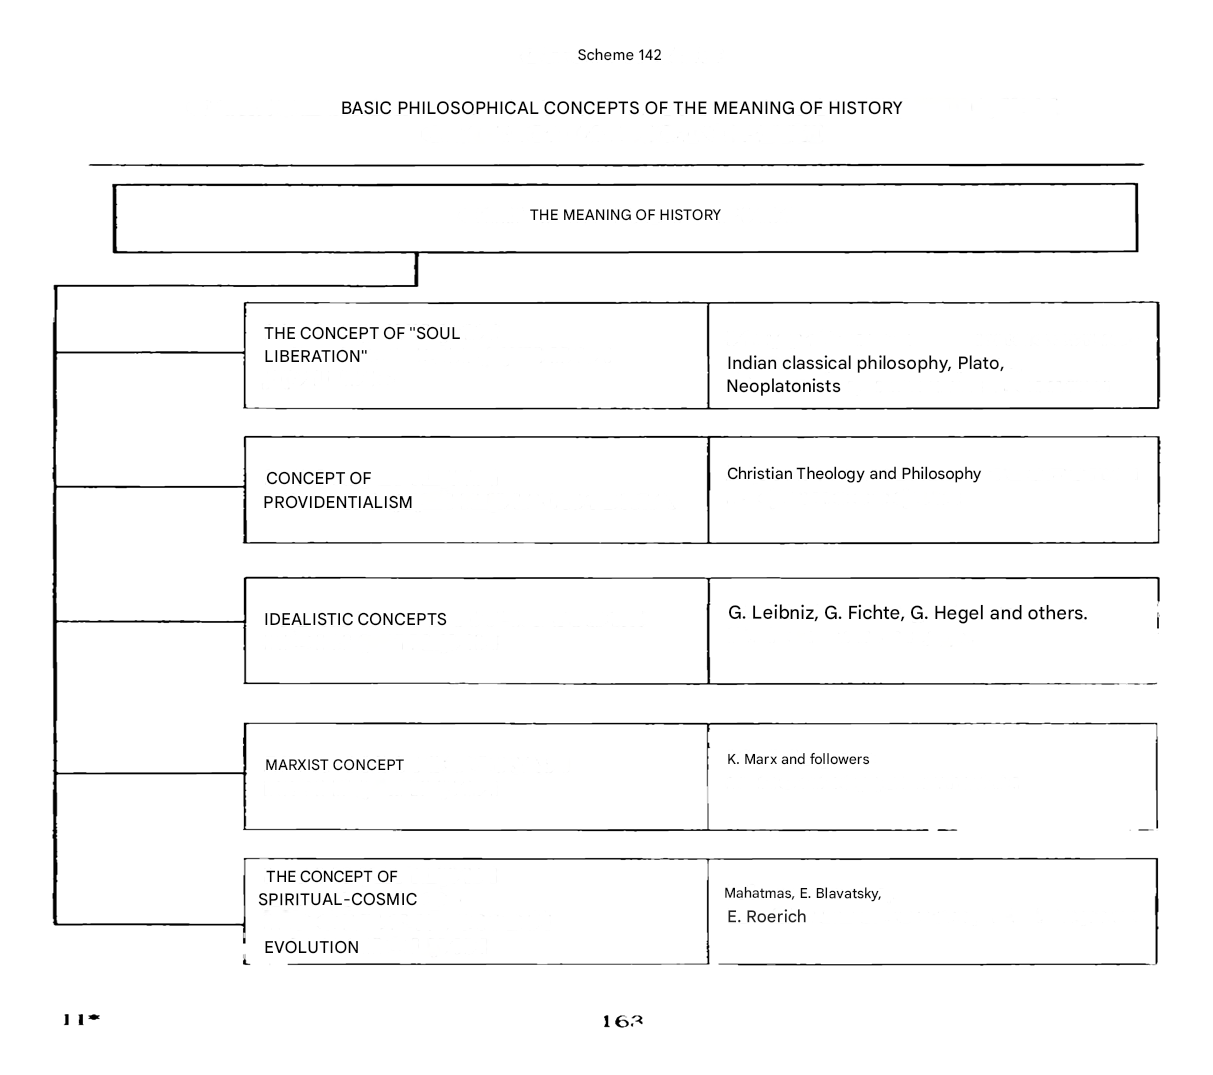 Scheme 142
BASIC PHILOSOPHICAL CONCEPTS OF THE MEANING OF HISTORY
THE MEANING OF HISTORY
THE CONCEPT OF "SOUL
LIBERATION"
Indian classical philosophy, Plato,
Neoplatonists
CONCEPT OF
PROVIDENTIALISM
Christian Theology and Philosophy
IDEALISTIC CONCEPTS
G. Leibniz, G. Fichte, G. Hegel and others.
MARXIST CONCEPT
K. Marx and followers
THE CONCEPT OF
SPIRITUAL-COSMIC
EVOLUTION
Mahatmas, E. Blavatsky,
E. Roerich
11*
163